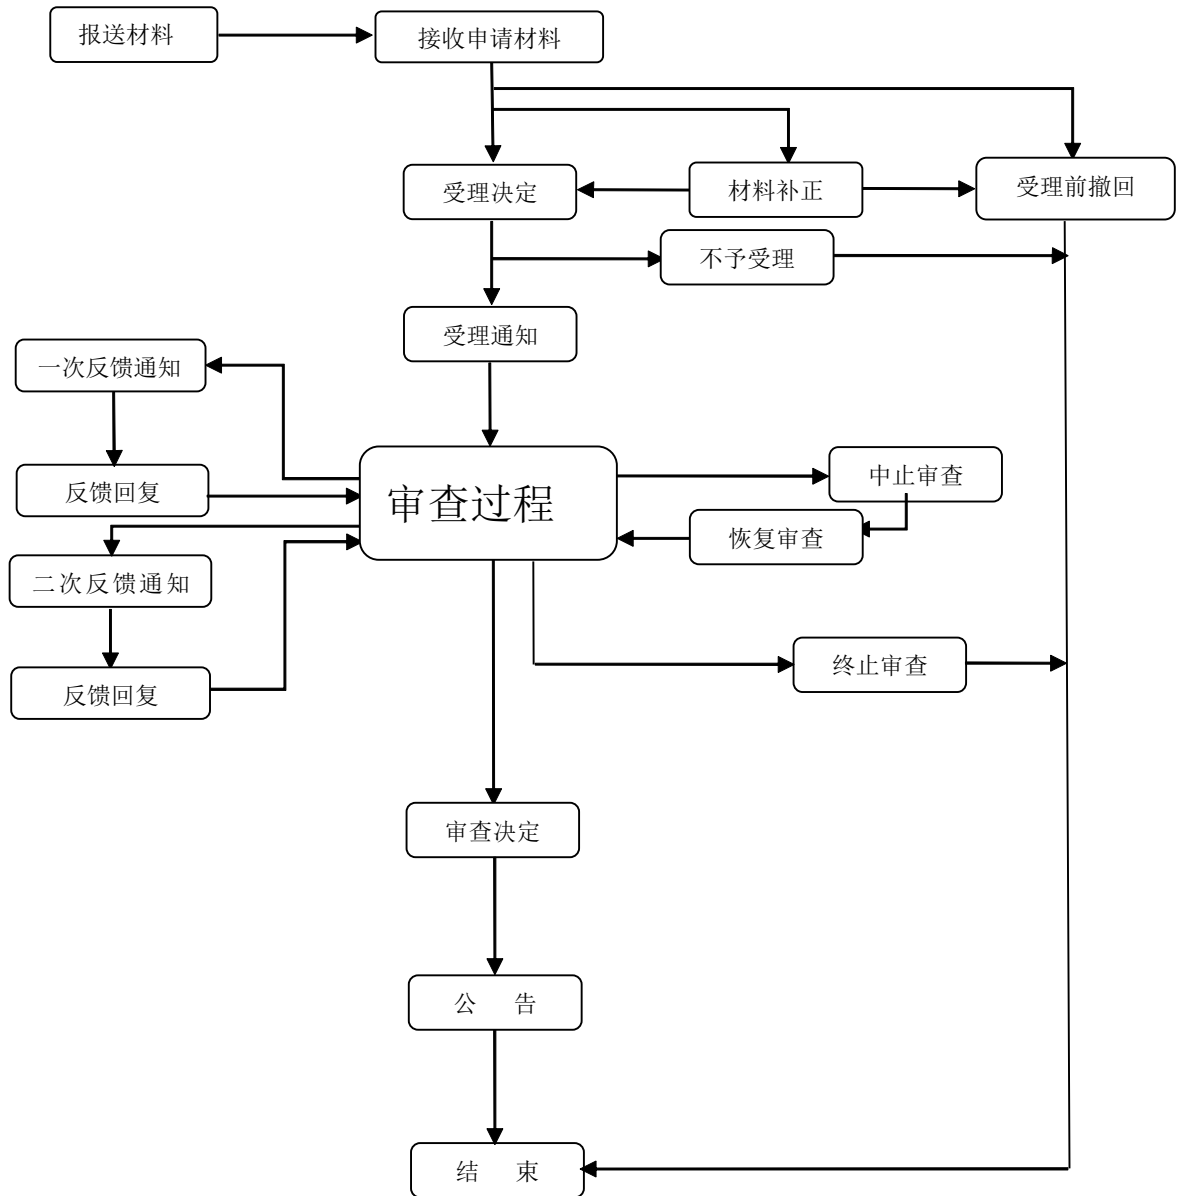 报送材料
接收申请材料
受理决定
材料补正
受理前撤回
不予受理
受理通知
一次反馈通知
反馈回复
审查过程
中止审查
恢复审查
二次反馈通知
反馈回复
终止审查
审查决定
公 告
结 束